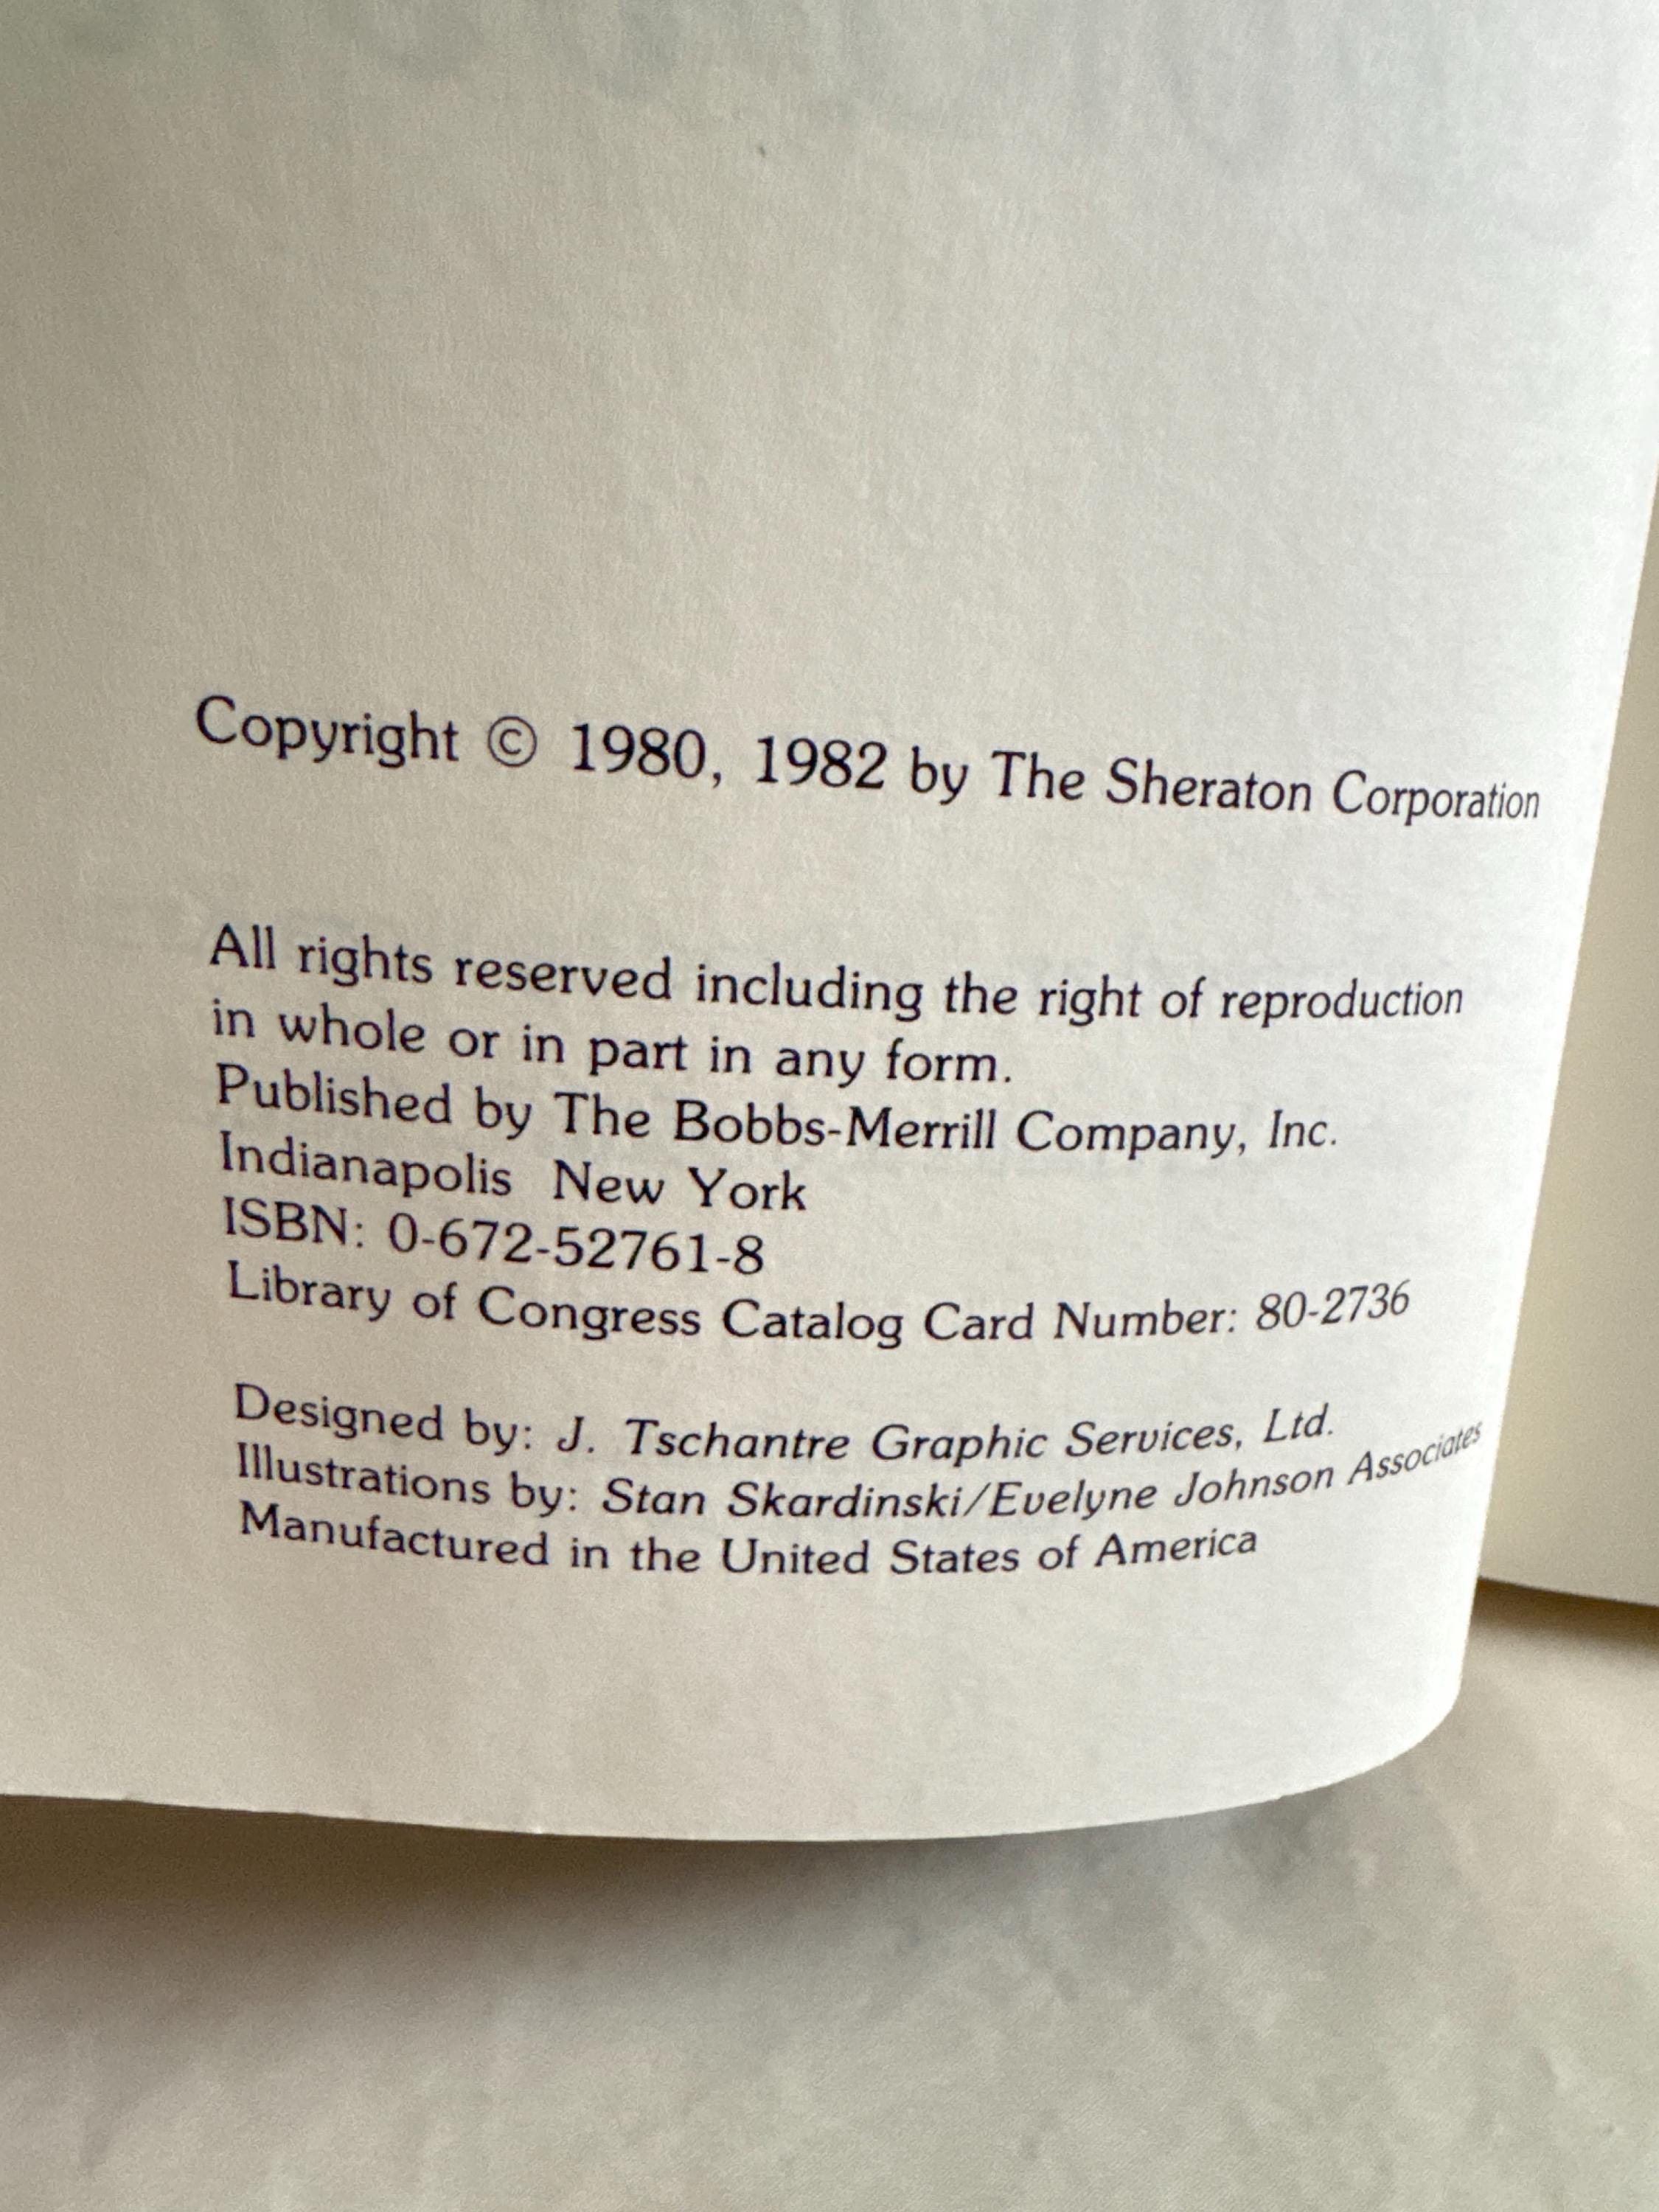 Copyright © 1980, 1982 by The Sheraton Corporation
All rights reserved including the right of reproduction
in whole or in part in any form.
Published by The Bobbs-Merrill Company, Inc.
Indianapolis New York
ISBN: 0-672-52761-8
Library of Congress Catalog Card Number: 80-2736
Designed by: J. Tschantre Graphic Services, Ltd.
Illustrations by: Stan Skardinski/Evelyne Johnson Associates
Manufactured in the United States of America